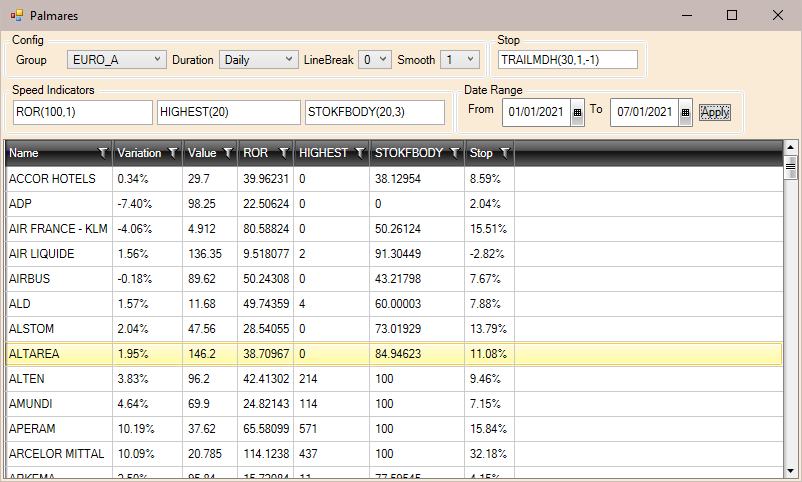 Palmares
Config
Stop
Group EURO_A Duration Daily LineBreak 0 Smooth 1 TRAILMDH(30,1,-1)
Speed Indicators
Date Range
ROR(100,1) HIGHEST(20) STOKFBODY(20,3) From 01/01/2021 To 07/01/2021 Apply
Name Variation Value ROR HIGHEST STOKFBODY Stop
ACCOR HOTELS 0.34% 29.7 39.96231 0 38.12954 8.59%
ADP -7.40% 98.25 22.50624 0 0 2.04%
AIR FRANCE - KLM -4.06% 4.912 80.58824 0 50.26124 15.51%
AIR LIQUIDE 1.56% 136.35 9.518077 2 91.30449 -2.82%
AIRBUS -0.18% 89.62 50.24308 0 43.21798 7.67%
ALD 1.57% 11.68 49.74359 4 60.00003 7.88%
ALSTOM 2.04% 47.56 28.54055 0 73.01929 13.79%
ALTAREA 1.95% 146.2 38.70967 0 84.94623 11.08%
ALTEN 3.83% 96.2 42.41302 214 100 9.46%
AMUNDI 4.64% 69.9 24.82143 114 100 7.15%
APERAM 10.19% 37.62 65.58099 571 100 15.84%
ARCELOR MITTAL 10.09% 20.785 114.1238 437 100 32.18%
ARKEMA 2.50% 95.84 15.72084 11 77.59545 4.15%